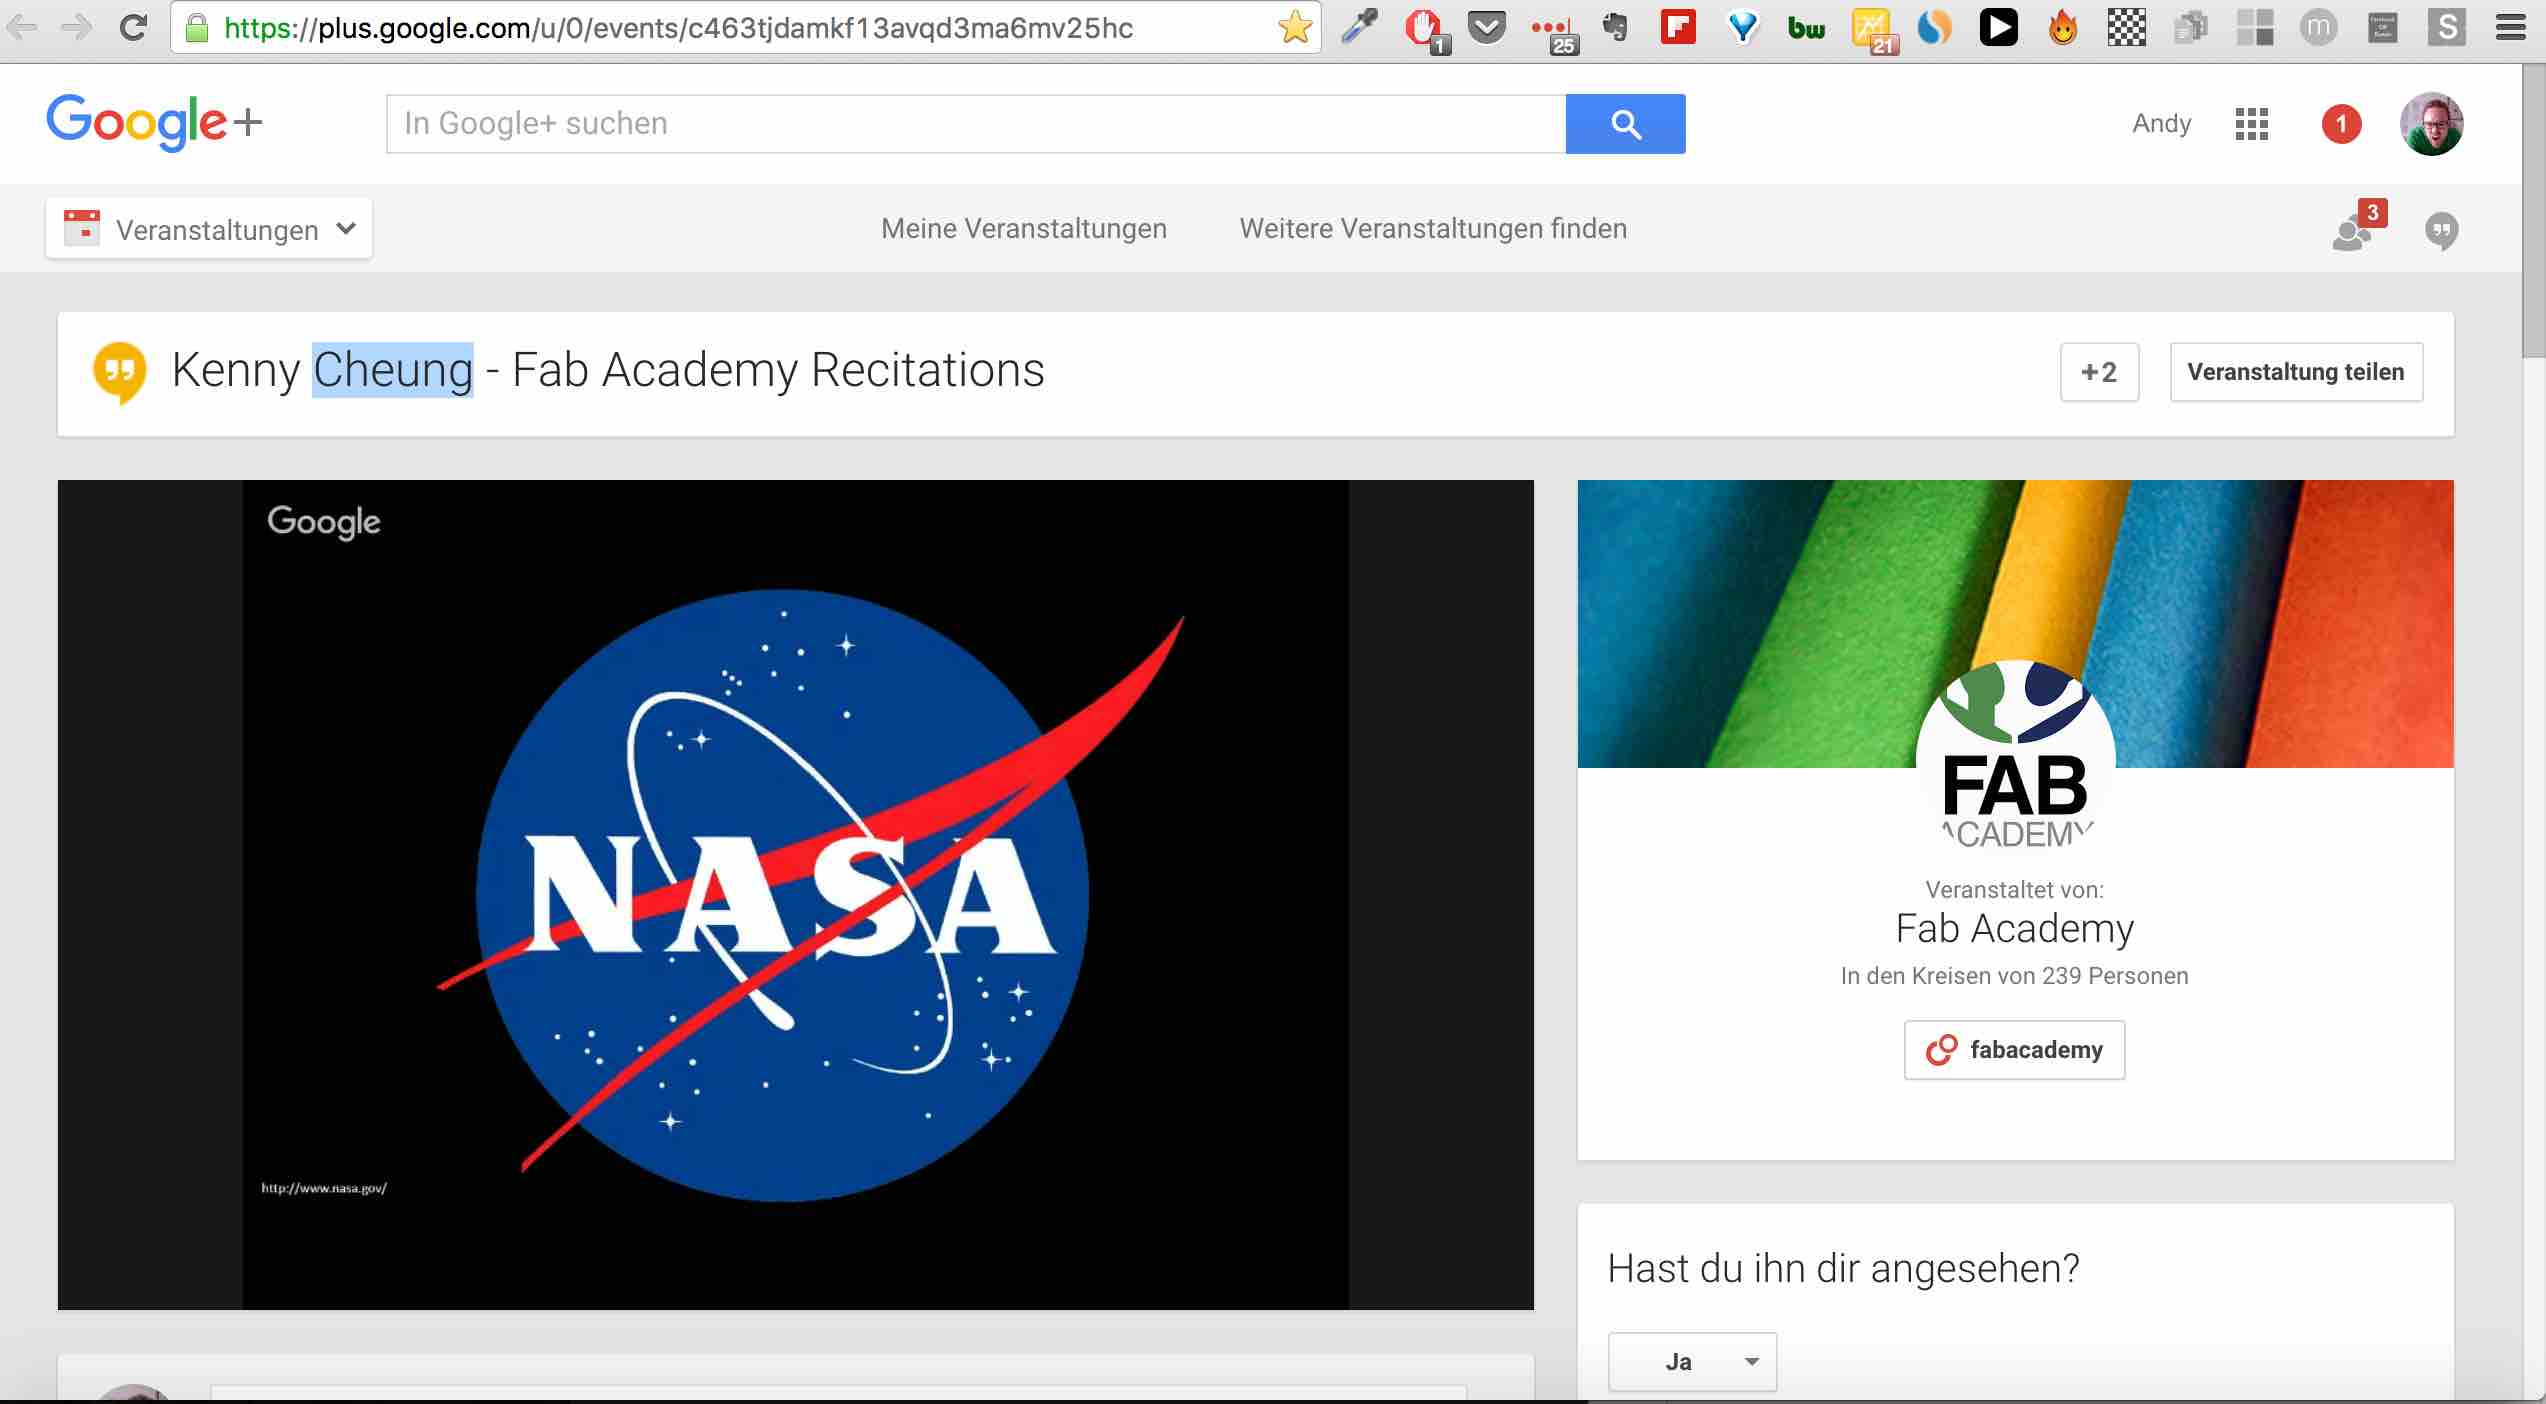 https://plus.google.com/u/0/events/c463tjdamkf13avqd3ma6mv25hc
1
25
bw
21
m
S
Google+
In Google+ suchen
Andy
1
Veranstaltungen
Meine Veranstaltungen
Weitere Veranstaltungen finden
3
Kenny Cheung - Fab Academy Recitations
+2
Veranstaltung teilen
Google
NASA
http://www.nasa.gov/
FAB
ACADEMY
Veranstaltet von:
Fab Academy
In den Kreisen von 239 Personen
fabacademy
Hast du ihn dir angesehen?
Ja